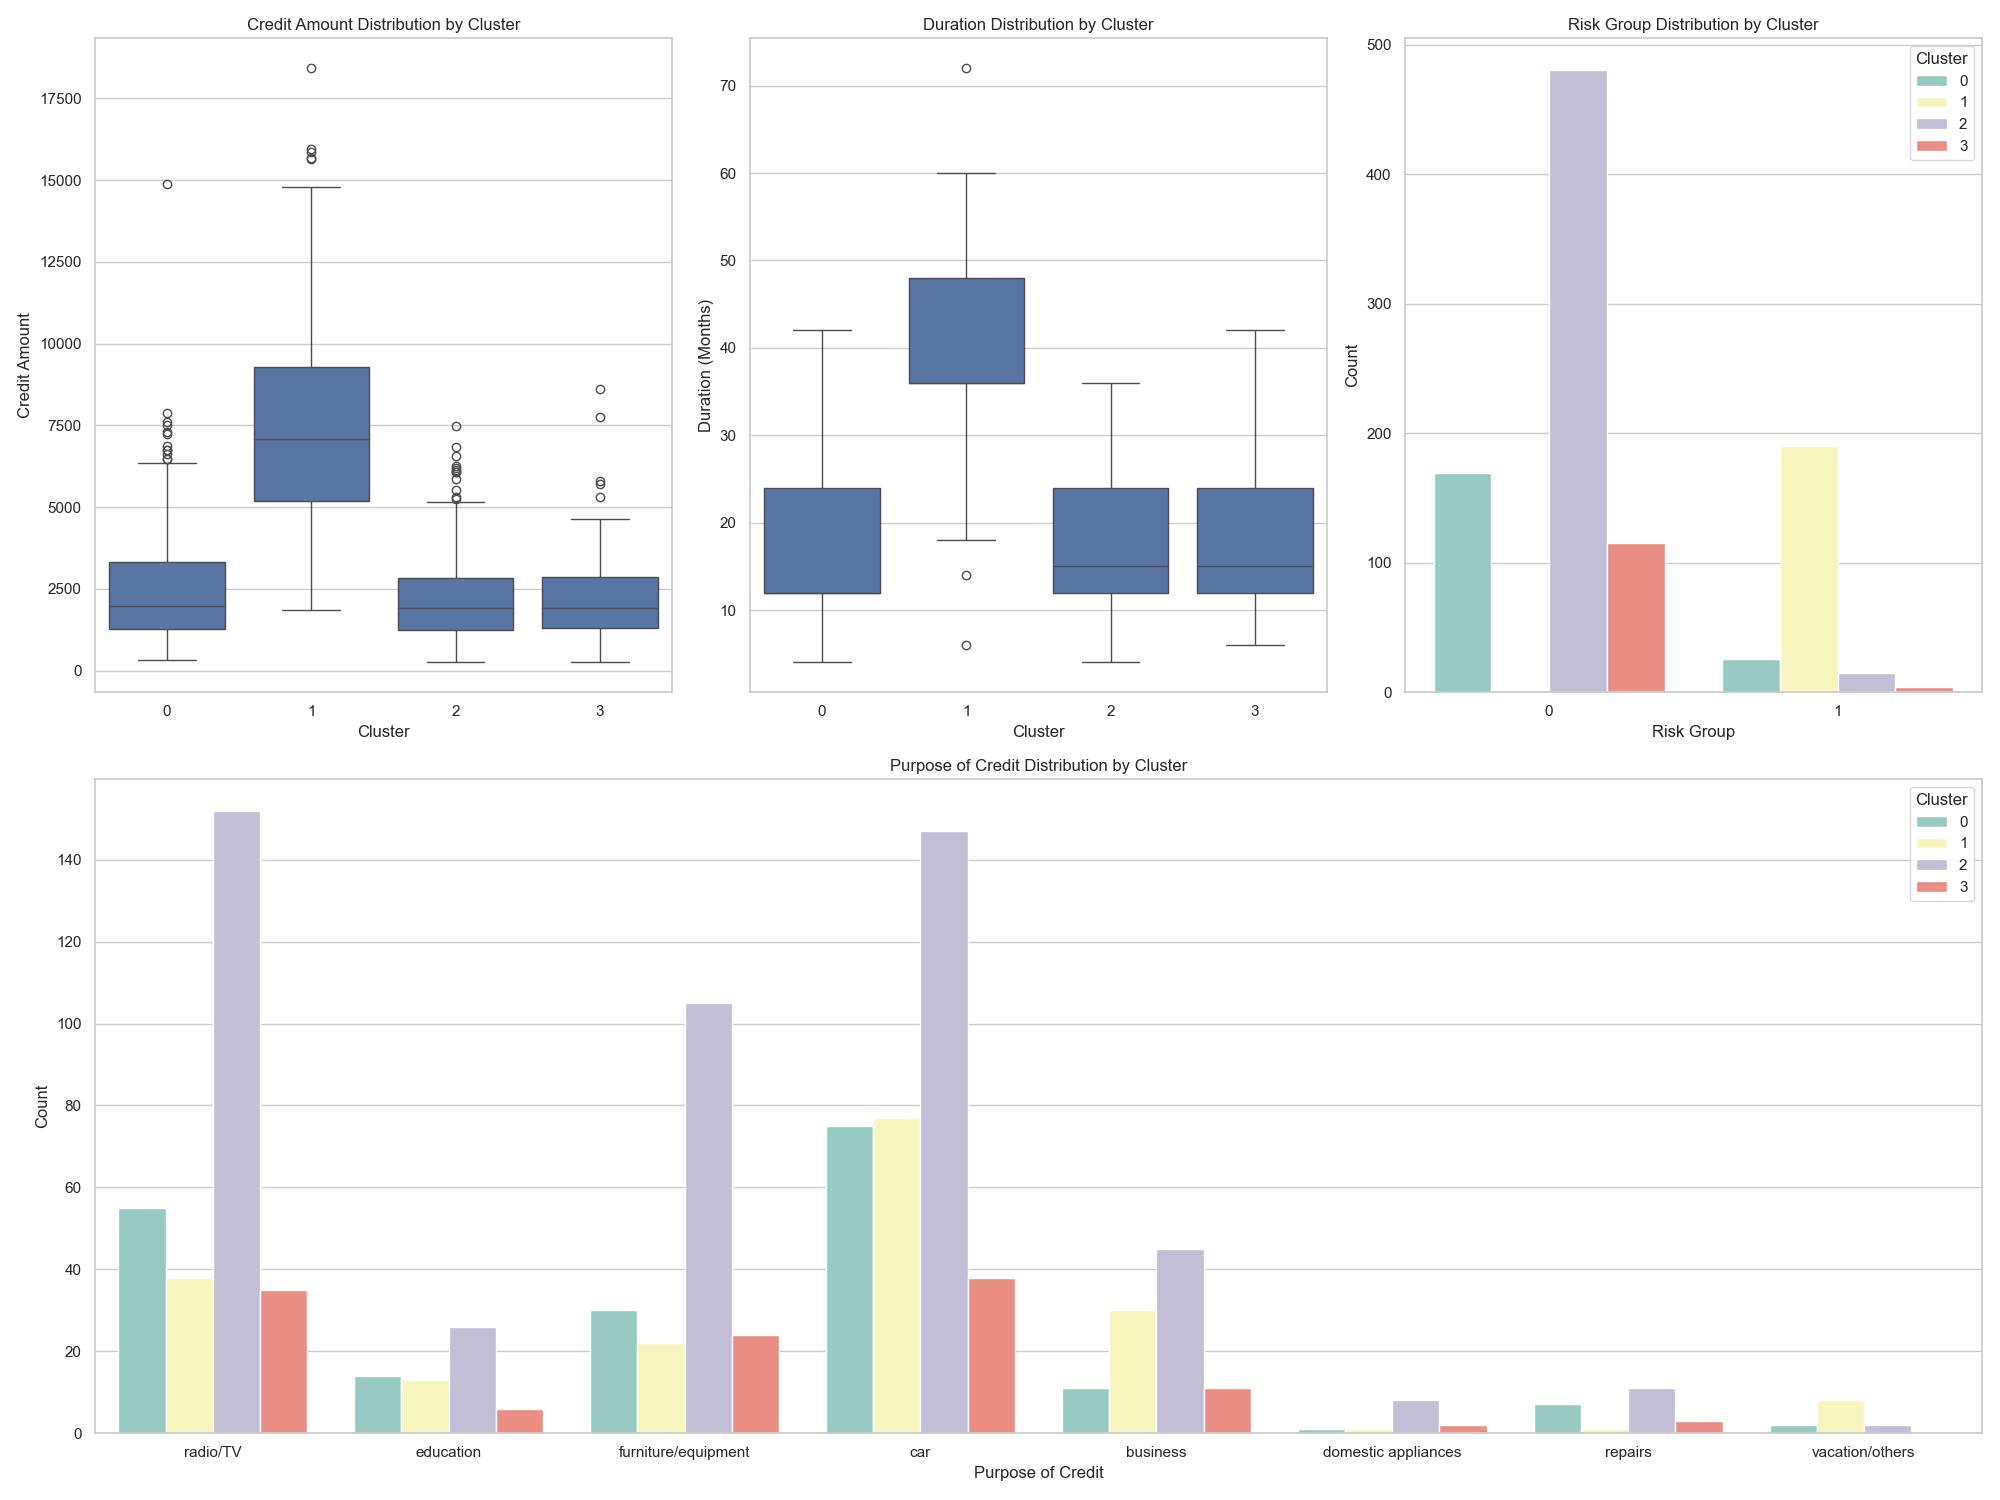 Credit Amount Distribution by Cluster
Credit Amount
17500
15000
12500
10000
7500
5000
2500
0
0 1 2 3
Cluster
Duration Distribution by Cluster
Duration (Months)
70
60
50
40
30
20
10
0 1 2 3
Cluster
Risk Group Distribution by Cluster
Count
500
400
300
200
100
0
0 1
Risk Group
Cluster
0
1
2
3
Purpose of Credit Distribution by Cluster
Count
140
120
100
80
60
40
20
0
radio/TV education furniture/equipment car business domestic appliances repairs vacation/others
Purpose of Credit
Cluster
0
1
2
3